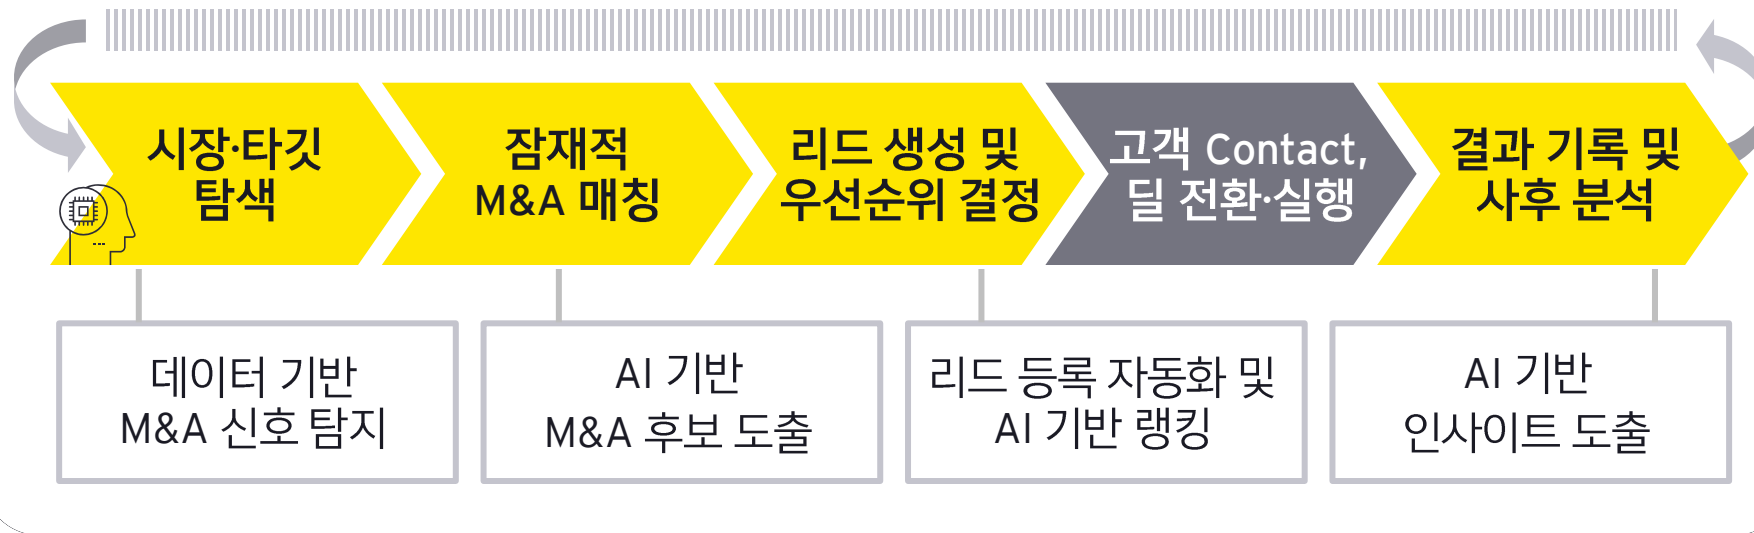 시장·타깃
탐색
잠재적
M&A 매칭
리드 생성 및
우선순위 결정
고객 Contact,
딜 전환·실행
결과 기록 및
사후 분석
데이터 기반
M&A 신호 탐지
AI 기반
M&A 후보 도출
리드 등록 자동화 및
AI 기반 랭킹
AI 기반
인사이트 도출